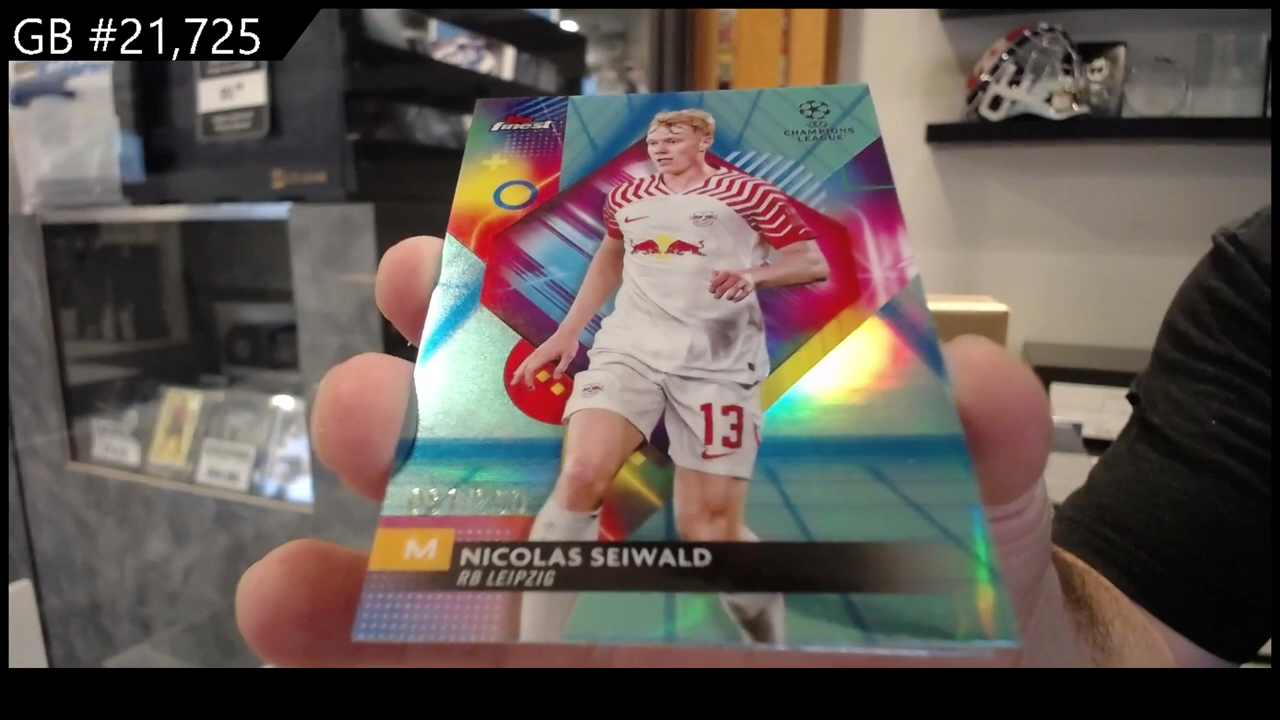 GB #21,725
finest
CHAMPIONS
LEAGUE
13
M
NICOLAS SEIWALD
RB LEIPZIG